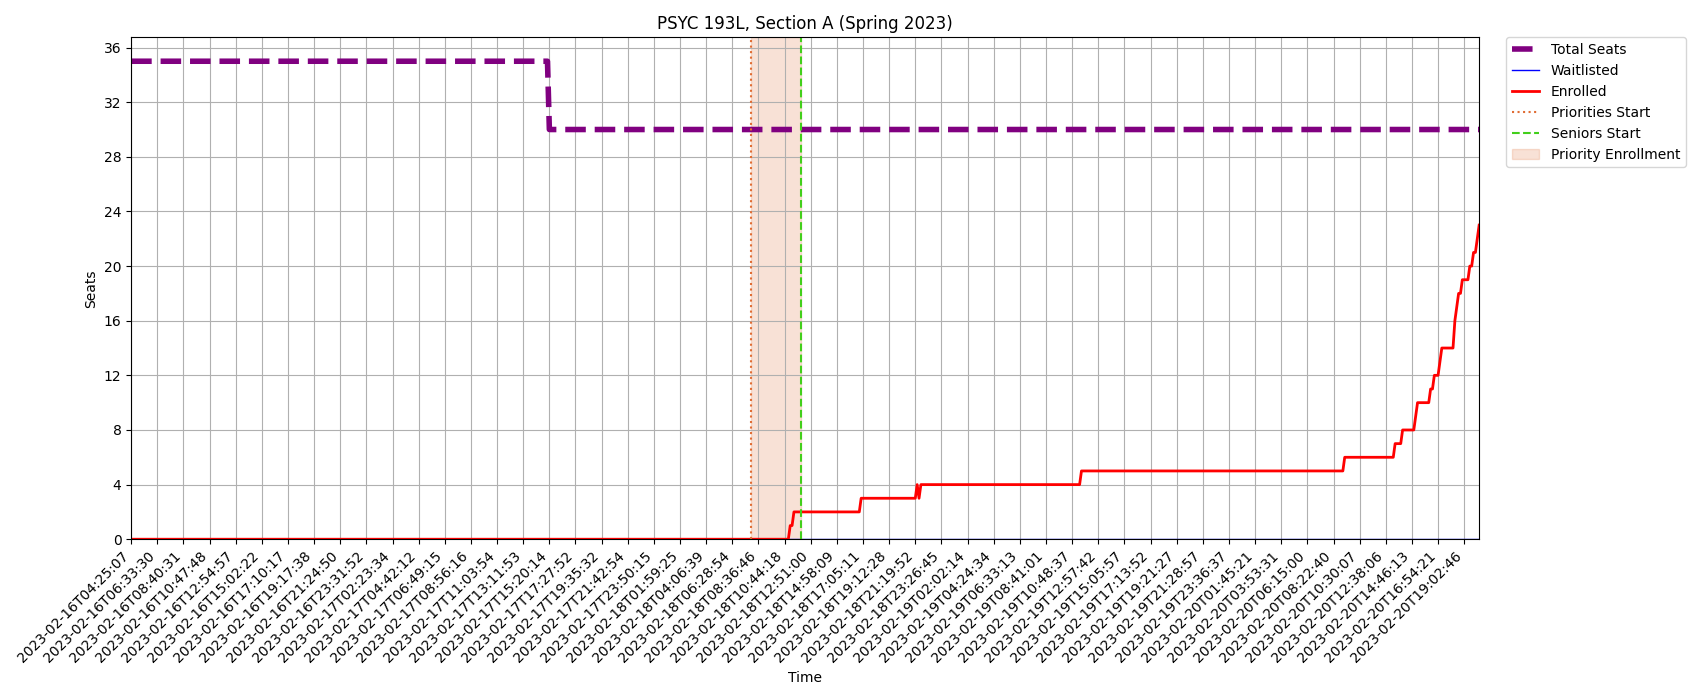 PSYC 193L, Section A (Spring 2023)
Total Seats
Waitlisted
Enrolled
Priorities Start
Seniors Start
Priority Enrollment
Seats
36
32
28
24
20
16
12
8
4
0
2023-02-16T04:25:07
2023-02-16T06:33:30
2023-02-16T08:40:31
2023-02-16T10:47:48
2023-02-16T12:54:57
2023-02-16T15:02:22
2023-02-16T17:10:17
2023-02-16T19:17:38
2023-02-16T21:24:50
2023-02-16T23:31:52
2023-02-17T02:23:34
2023-02-17T04:42:12
2023-02-17T06:49:15
2023-02-17T08:56:16
2023-02-17T11:03:54
2023-02-17T13:11:53
2023-02-17T15:20:14
2023-02-17T17:27:52
2023-02-17T19:35:32
2023-02-17T21:42:54
2023-02-17T23:50:15
2023-02-18T01:59:25
2023-02-18T04:06:39
2023-02-18T06:28:54
2023-02-18T08:36:46
2023-02-18T10:44:18
2023-02-18T12:51:00
2023-02-18T14:58:09
2023-02-18T17:05:11
2023-02-18T19:12:28
2023-02-18T21:19:52
2023-02-18T23:26:45
2023-02-19T02:02:14
2023-02-19T04:24:34
2023-02-19T06:33:13
2023-02-19T08:41:01
2023-02-19T10:48:37
2023-02-19T12:57:42
2023-02-19T15:05:57
2023-02-19T17:13:52
2023-02-19T19:21:27
2023-02-19T21:28:57
2023-02-19T23:36:37
2023-02-20T01:45:21
2023-02-20T03:53:31
2023-02-20T06:15:00
2023-02-20T08:22:40
2023-02-20T10:30:07
2023-02-20T12:38:06
2023-02-20T14:46:13
2023-02-20T16:54:21
2023-02-20T19:02:46
Time